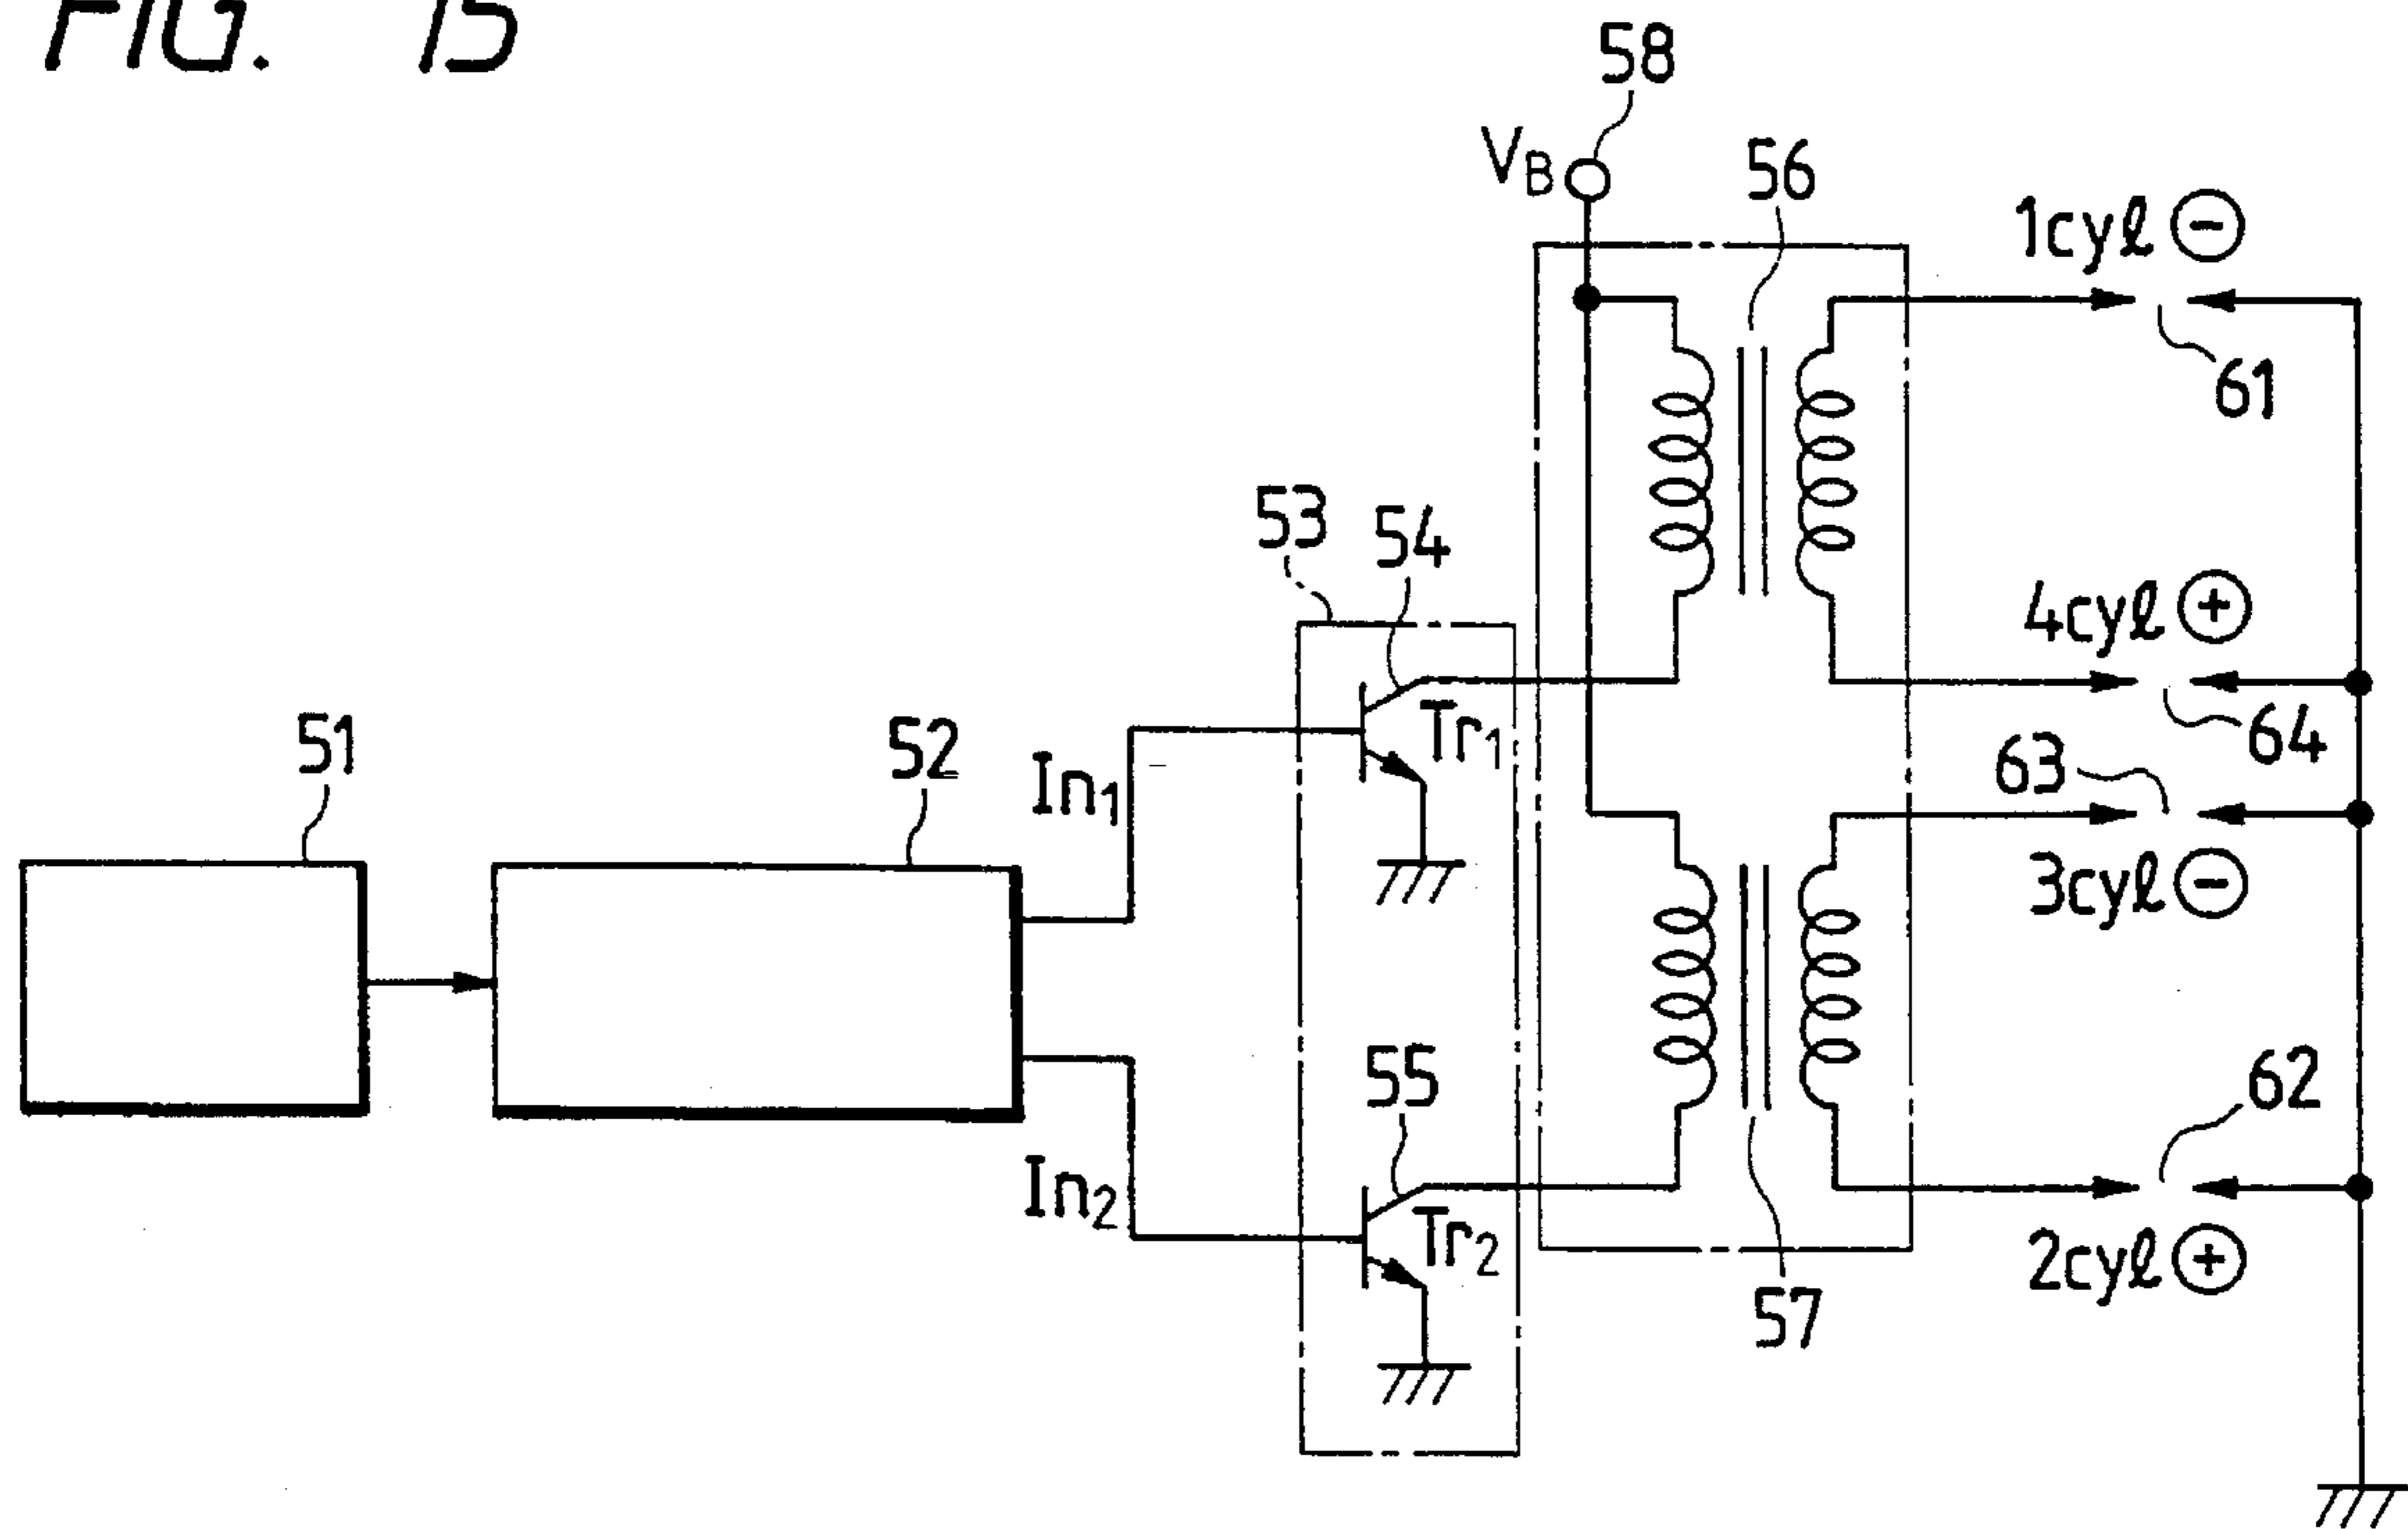 FIG. 15
58
VB
56
1cyl ⊖
61
53
54
4cyl ⊕
64
51
52
In1
Tr1
63
3cyl ⊖
55
62
In2
Tr2
2cyl ⊕
57